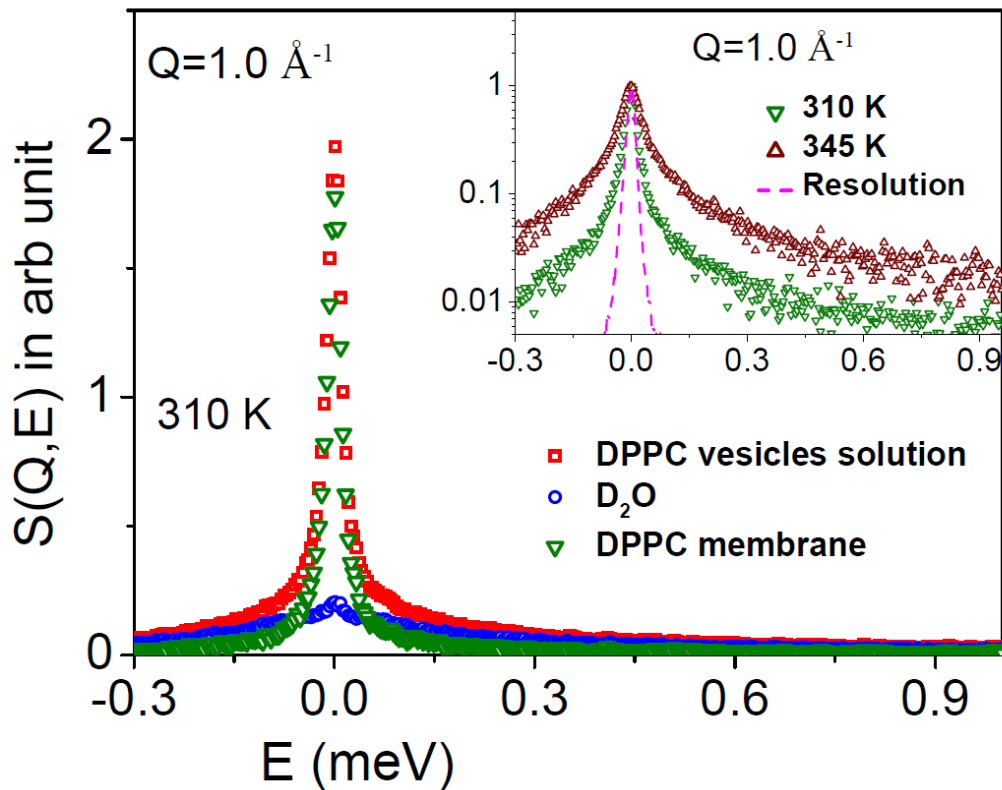 S(Q,E) in arb unit
2
1
0
Q=1.0 Å⁻¹
310 K
DPPC vesicles solution
D₂O
DPPC membrane
-0.3 0.0 0.3 0.6 0.9
E (meV)
Q=1.0 Å⁻¹
310 K
345 K
Resolution
1
0.1
0.01
-0.3 0.0 0.3 0.6 0.9